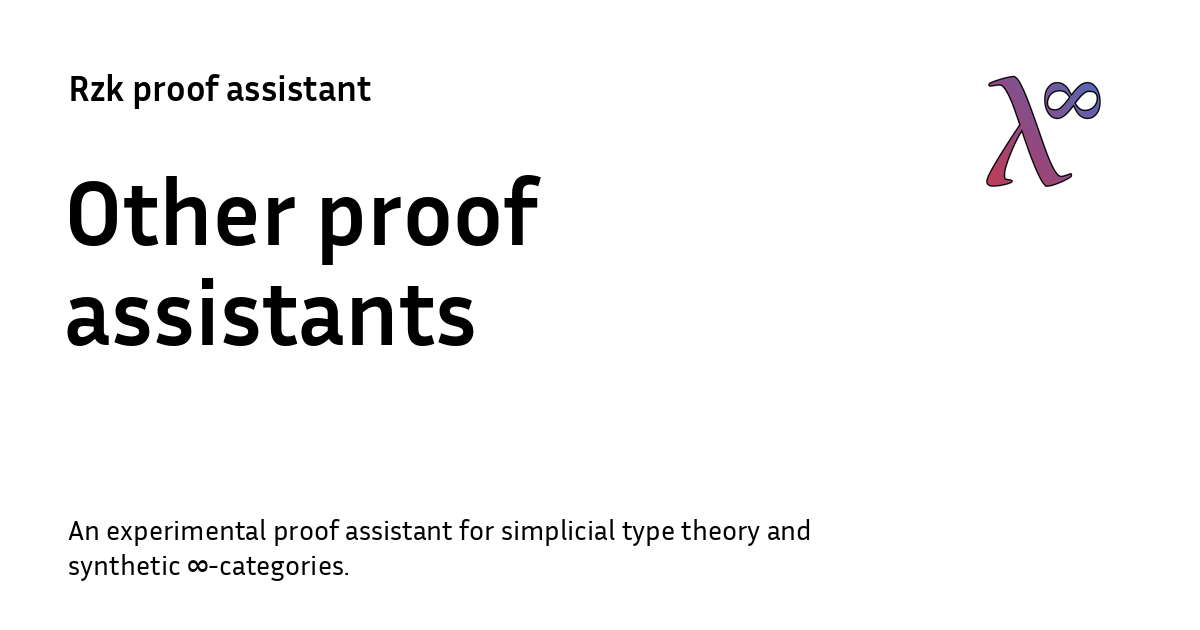 Rzk proof assistant
λ∞
Other proof
assistants
An experimental proof assistant for simplicial type theory and
synthetic ∞-categories.